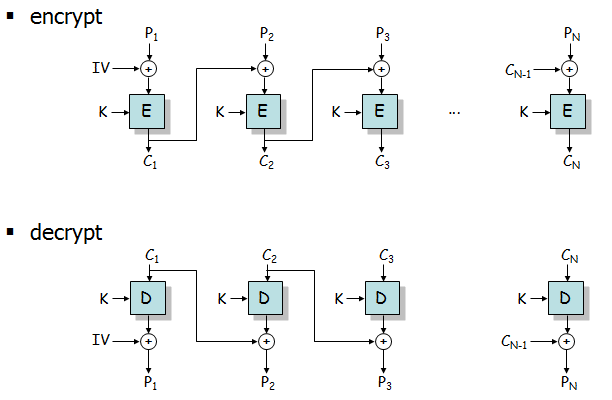 ▪ encrypt
P1 P2 P3 PN
IV + + + CN-1 +
K E K E K E ... K E
C1 C2 C3 CN
▪ decrypt
C1 C2 C3 CN
K D K D K D K D
IV + + + CN-1 +
P1 P2 P3 PN